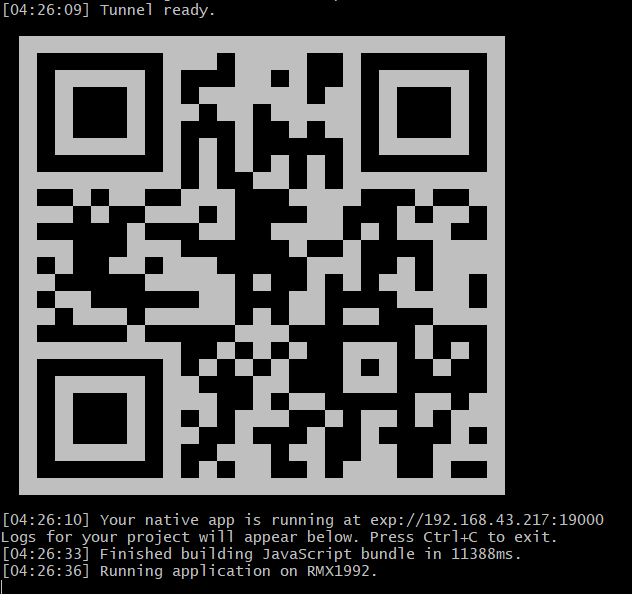 [04:26:09] Tunnel ready.
[04:26:10] Your native app is running at exp://192.168.43.217:19000
Logs for your project will appear below. Press Ctrl+C to exit.
[04:26:33] Finished building JavaScript bundle in 11388ms.
[04:26:36] Running application on RMX1992.